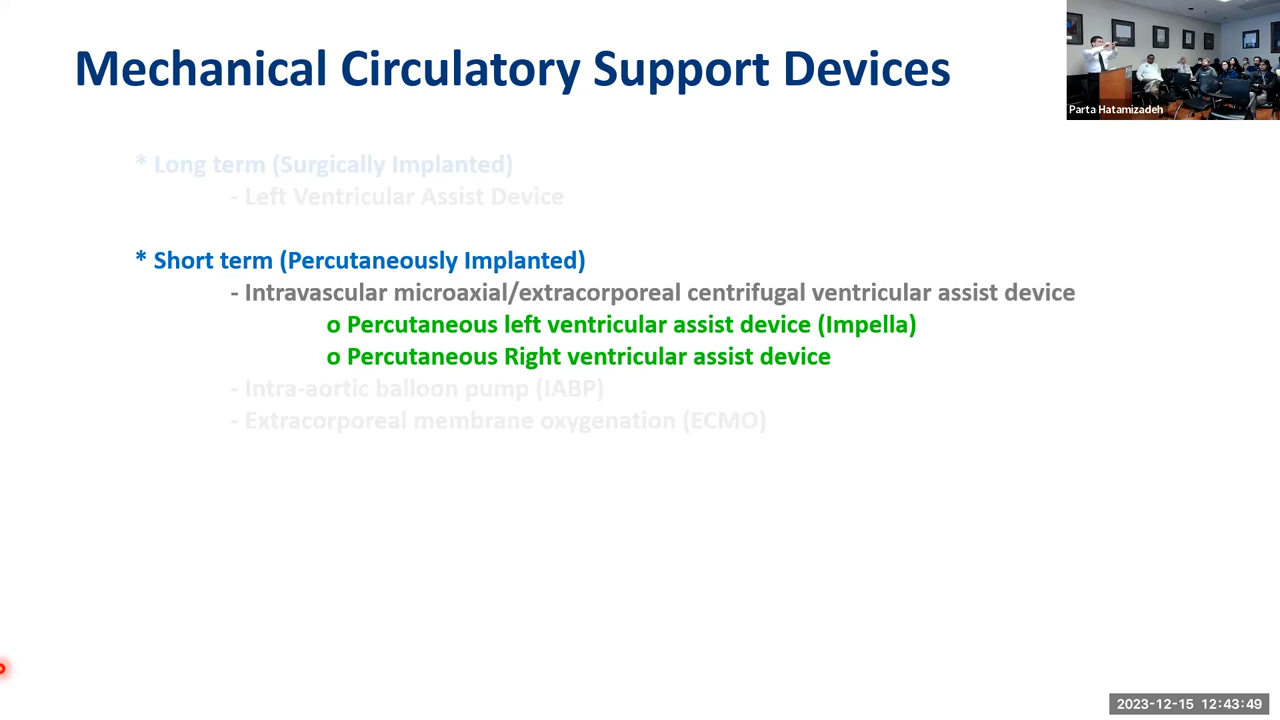 Mechanical Circulatory Support Devices
Parta Hatamizadeh
* Long term (Surgically Implanted)
- Left Ventricular Assist Device
* Short term (Percutaneously Implanted)
- Intravascular microaxial/extracorporeal centrifugal ventricular assist device
o Percutaneous left ventricular assist device (Impella)
o Percutaneous Right ventricular assist device
- Intra-aortic balloon pump (IABP)
- Extracorporeal membrane oxygenation (ECMO)
2023-12-15 12:43:49